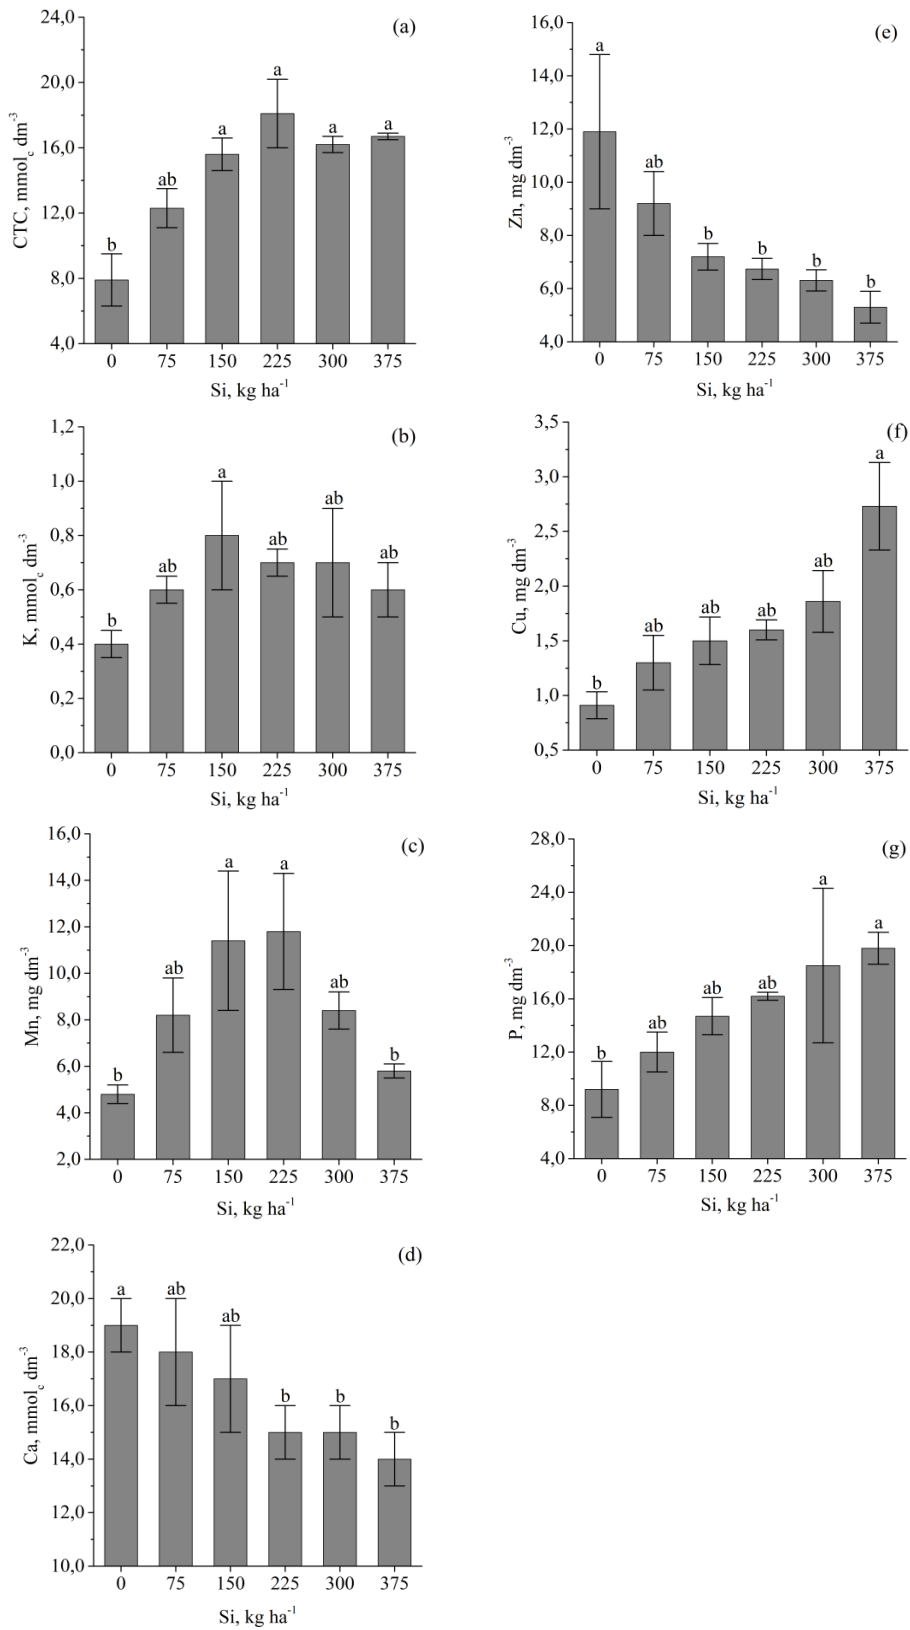 (a)
CTC, mmol_c dm⁻³
24,0
20,0
16,0
12,0
8,0
4,0
b
ab
a
a
a
a
0 75 150 225 300 375
Si, kg ha⁻¹
(b)
K, mmol_c dm⁻³
1,2
1,0
0,8
0,6
0,4
0,2
0,0
b
ab
a
ab
ab
ab
0 75 150 225 300 375
Si, kg ha⁻¹
(c)
Mn, mg dm⁻³
16,0
14,0
12,0
10,0
8,0
6,0
4,0
2,0
b
ab
a
a
ab
b
0 75 150 225 300 375
Si, kg ha⁻¹
(d)
Ca, mmol_c dm⁻³
22,0
20,0
18,0
16,0
14,0
12,0
10,0
a
ab
ab
b
b
b
0 75 150 225 300 375
Si, kg ha⁻¹
(e)
Zn, mg dm⁻³
16,0
14,0
12,0
10,0
8,0
6,0
4,0
a
ab
b
b
b
b
0 75 150 225 300 375
Si, kg ha⁻¹
(f)
Cu, mg dm⁻³
3,5
3,0
2,5
2,0
1,5
1,0
0,5
b
ab
ab
ab
ab
a
0 75 150 225 300 375
Si, kg ha⁻¹
(g)
P, mg dm⁻³
28,0
24,0
20,0
16,0
12,0
8,0
4,0
b
ab
ab
ab
a
a
0 75 150 225 300 375
Si, kg ha⁻¹